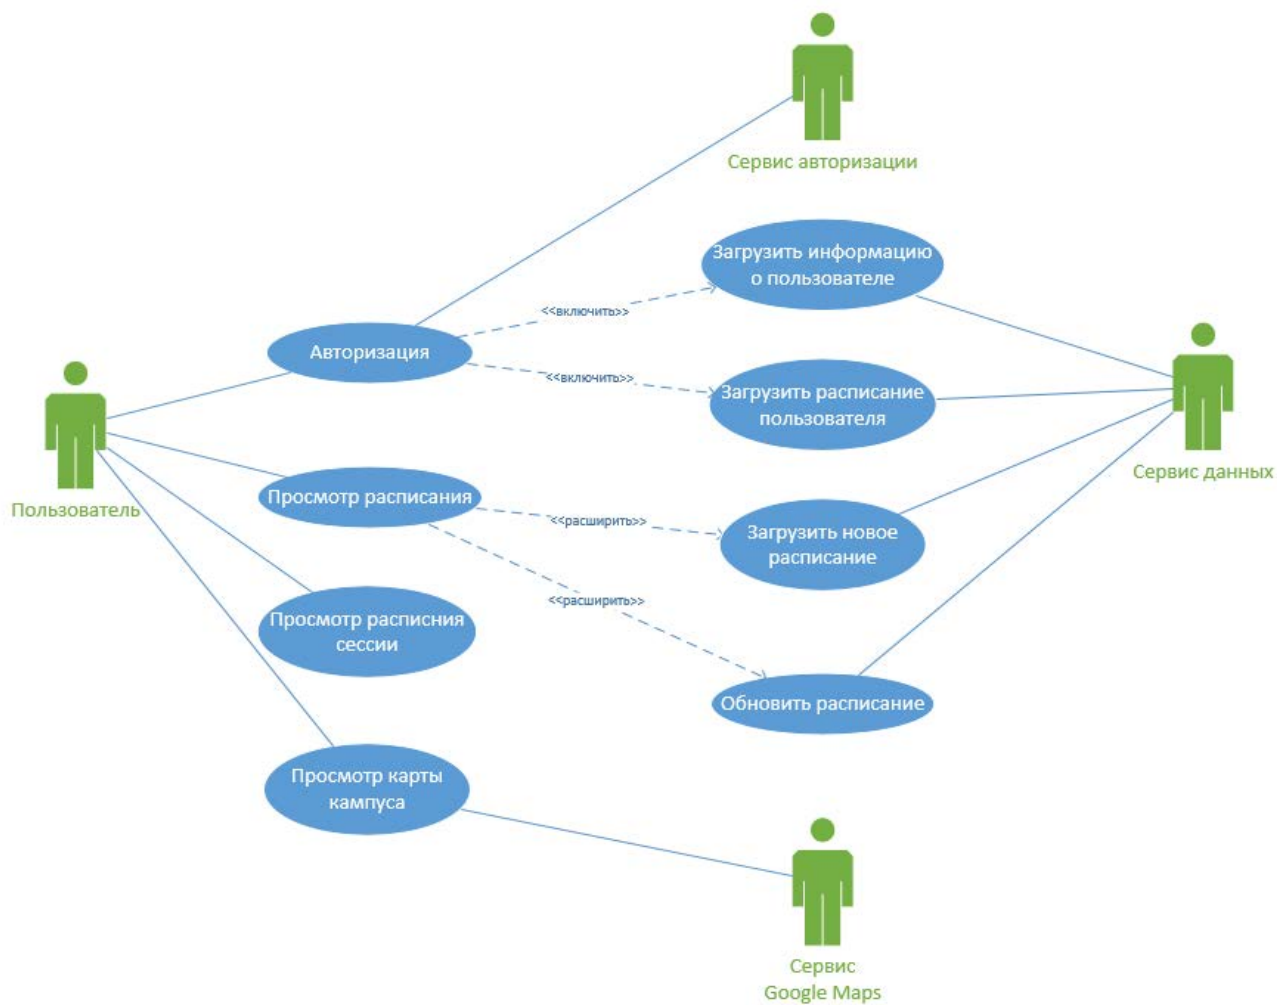 Сервис авторизации
Загрузить информацию
о пользователе
<<включить>>
Авторизация
<<включить>>
Загрузить расписание
пользователя
Сервис данных
Пользователь
Просмотр расписания
<<расширить>>
Загрузить новое
расписание
<<расширить>>
Просмотр расписния
сессии
Обновить расписание
Просмотр карты
кампуса
Сервис
Google Maps